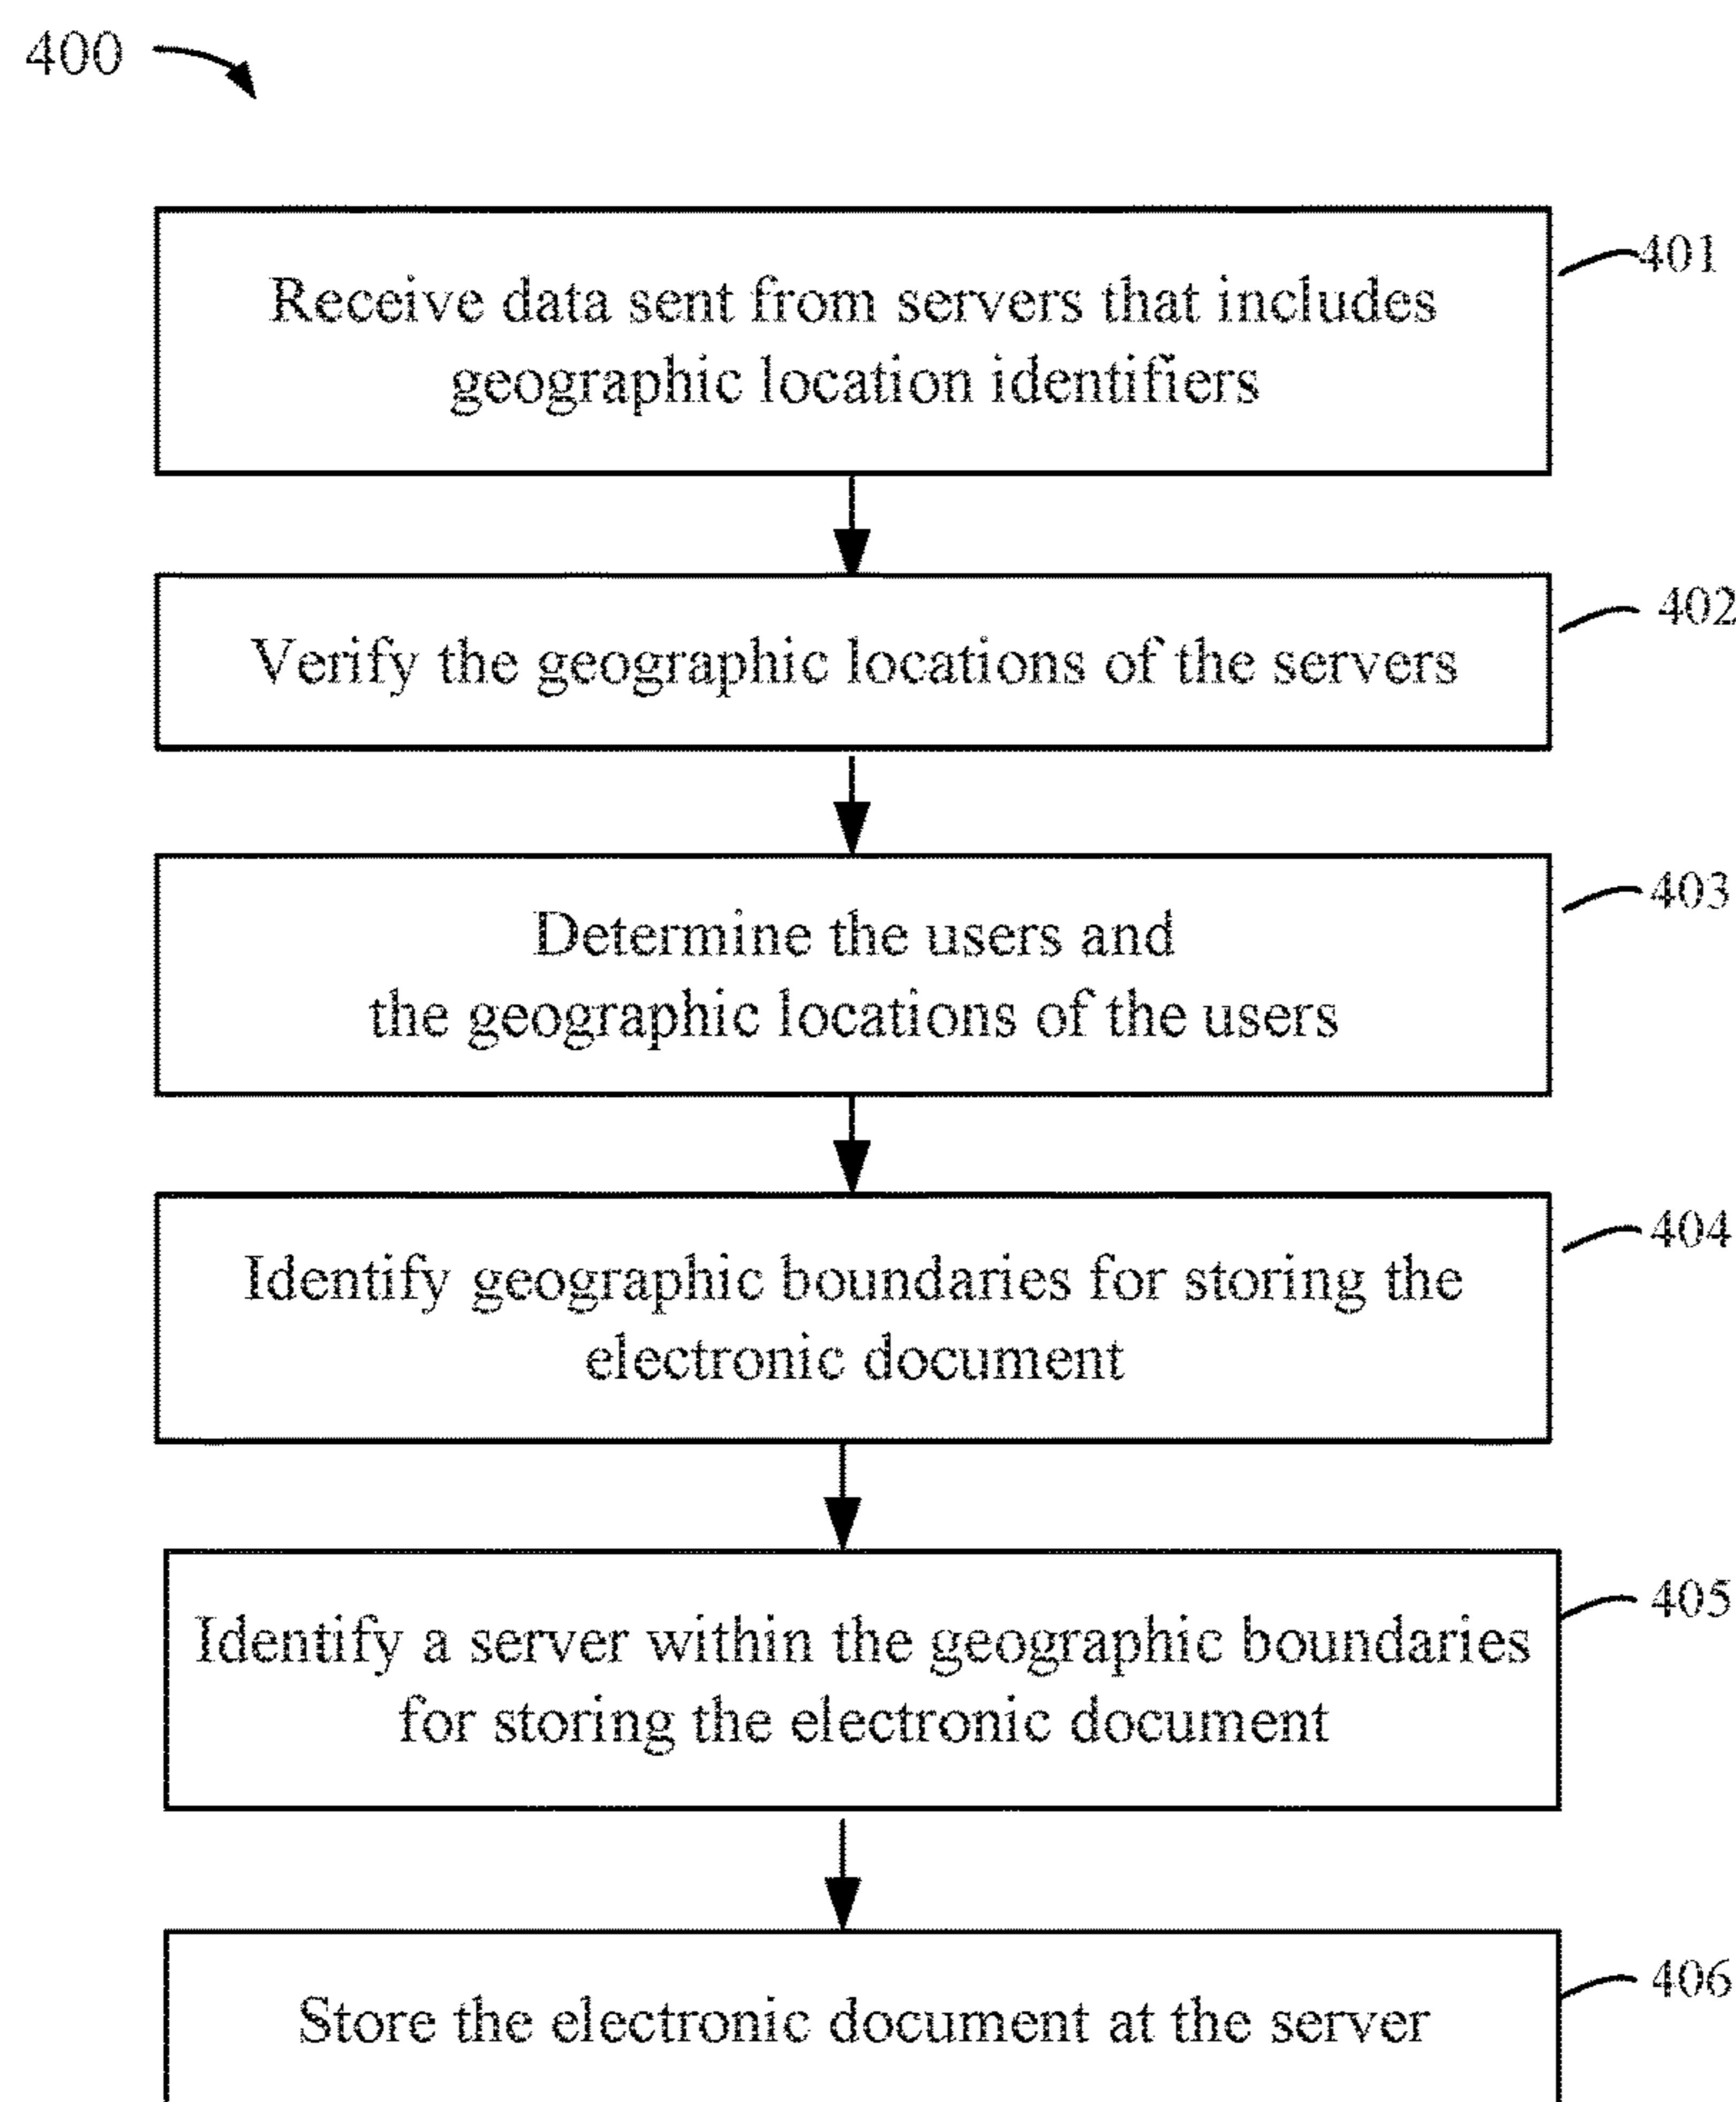 400
Receive data sent from servers that includes
geographic location identifiers
401
Verify the geographic locations of the servers
402
Determine the users and
the geographic locations of the users
403
Identify geographic boundaries for storing the
electronic document
404
Identify a server within the geographic boundaries
for storing the electronic document
405
Store the electronic document at the server
406